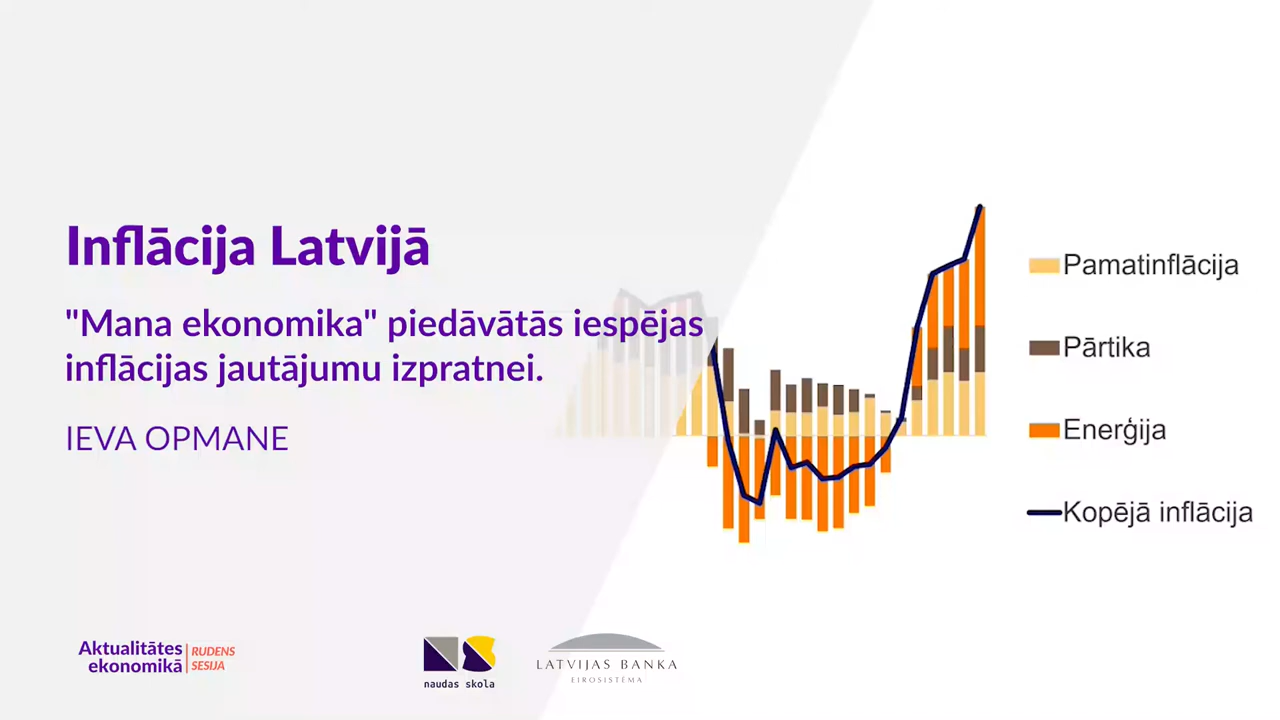 Inflācija Latvijā
"Mana ekonomika" piedāvātās iespējas
inflācijas jautājumu izpratnei.
IEVA OPMANE
Pamatinflācija
Pārtika
Enerģija
Kopējā inflācija
Aktualitātes
ekonomikā
RUDENS
SESIJA
naudas skola
LATVIJAS BANKA
EIROSISTĒMA